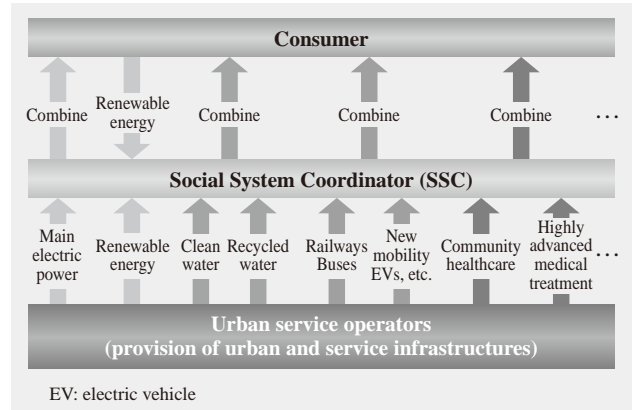 Consumer
Combine
Renewable
energy
Combine
Combine
Combine
...
Social System Coordinator (SSC)
Main
electric
power
Renewable
energy
Clean
water
Recycled
water
Railways
Buses
New
mobility
EVs, etc.
Community
healthcare
Highly
advanced
medical
treatment
...
Urban service operators
(provision of urban and service infrastructures)
EV: electric vehicle